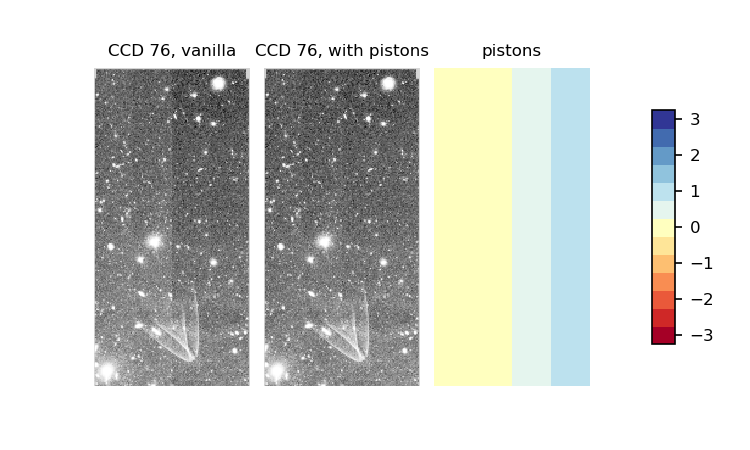 CCD 76, vanilla
CCD 76, with pistons
pistons
3
2
1
0
−1
−2
−3